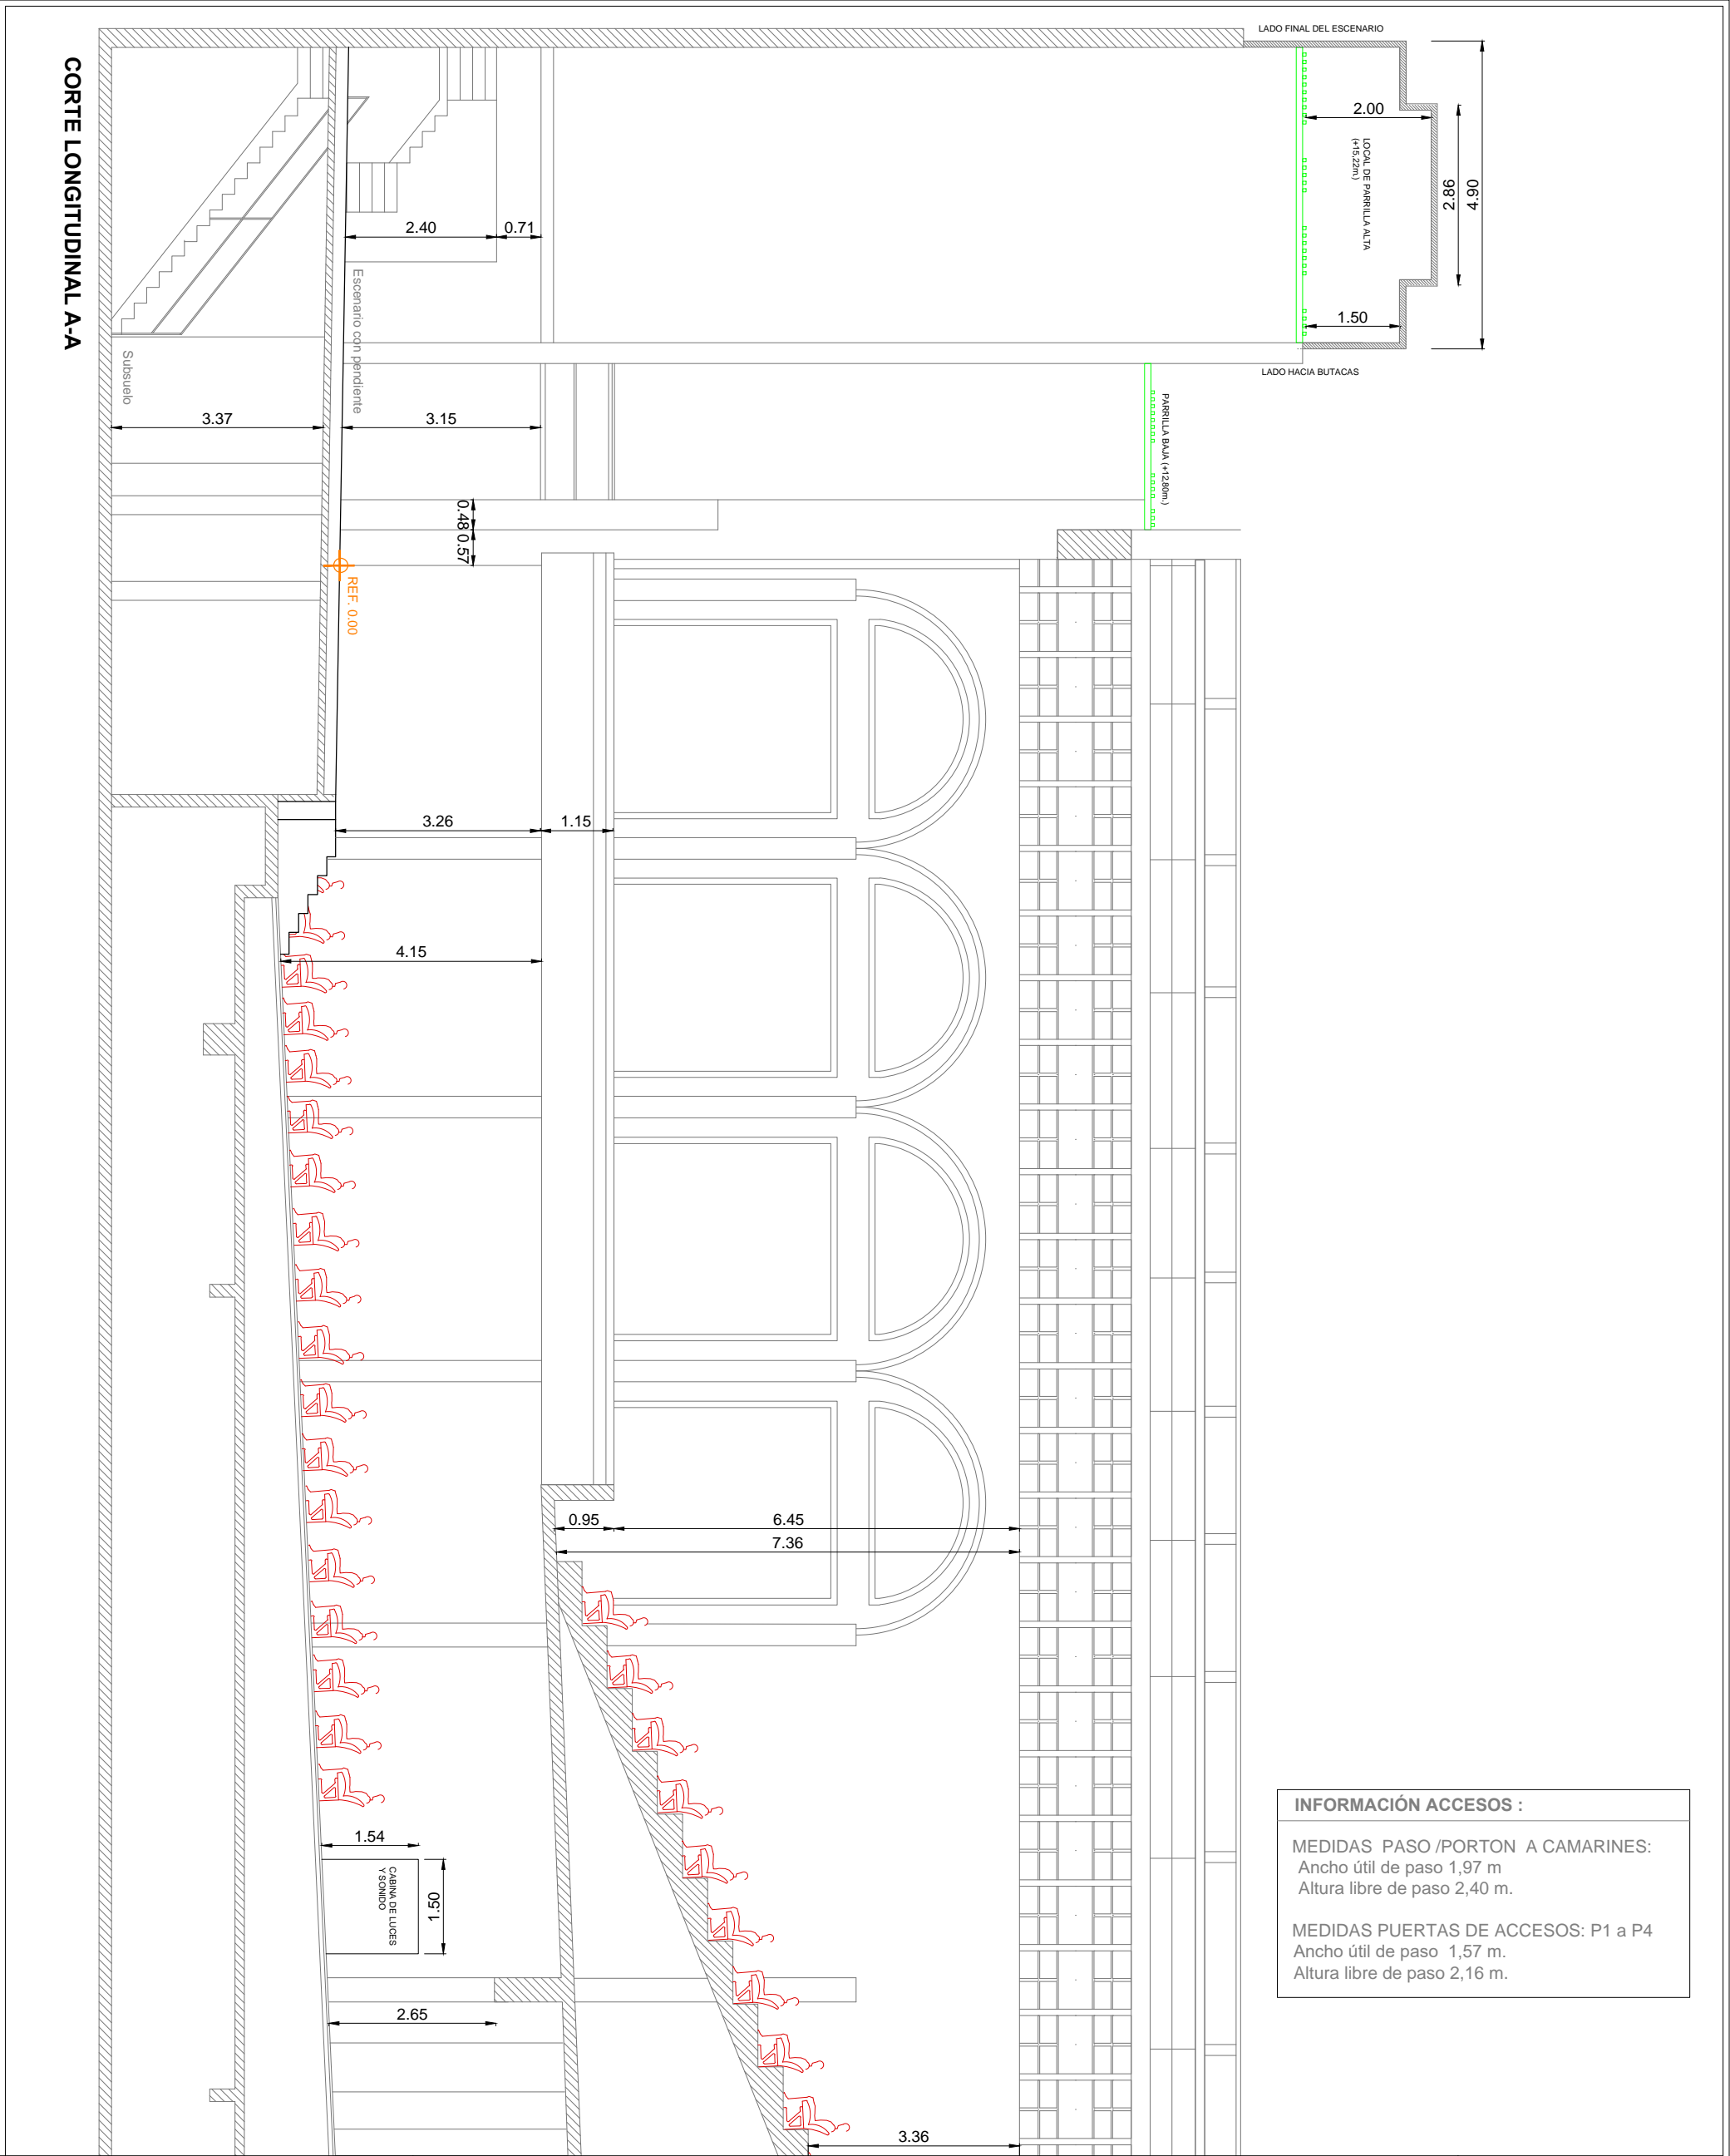 LADO FINAL DEL ESCENARIO
CORTE LONGITUDINAL A-A
2.00
LOCAL DE PARRILLA ALTA
(+15,22m.)
2.86
4.90
1.50
LADO HACIA BUTACAS
2.40
0.71
Escenario con pendiente
Subsuelo
3.37
3.15
PARRILLA BAJA (+12,80m.)
0.48
0.57
REF. 0.00
3.26
1.15
4.15
0.95
6.45
7.36
1.54
CABINA DE LUCES
Y SONIDO
1.50
2.65
3.36
INFORMACIÓN ACCESOS :
MEDIDAS PASO /PORTON A CAMARINES:
Ancho útil de paso 1,97 m
Altura libre de paso 2,40 m.
MEDIDAS PUERTAS DE ACCESOS: P1 a P4
Ancho útil de paso 1,57 m.
Altura libre de paso 2,16 m.